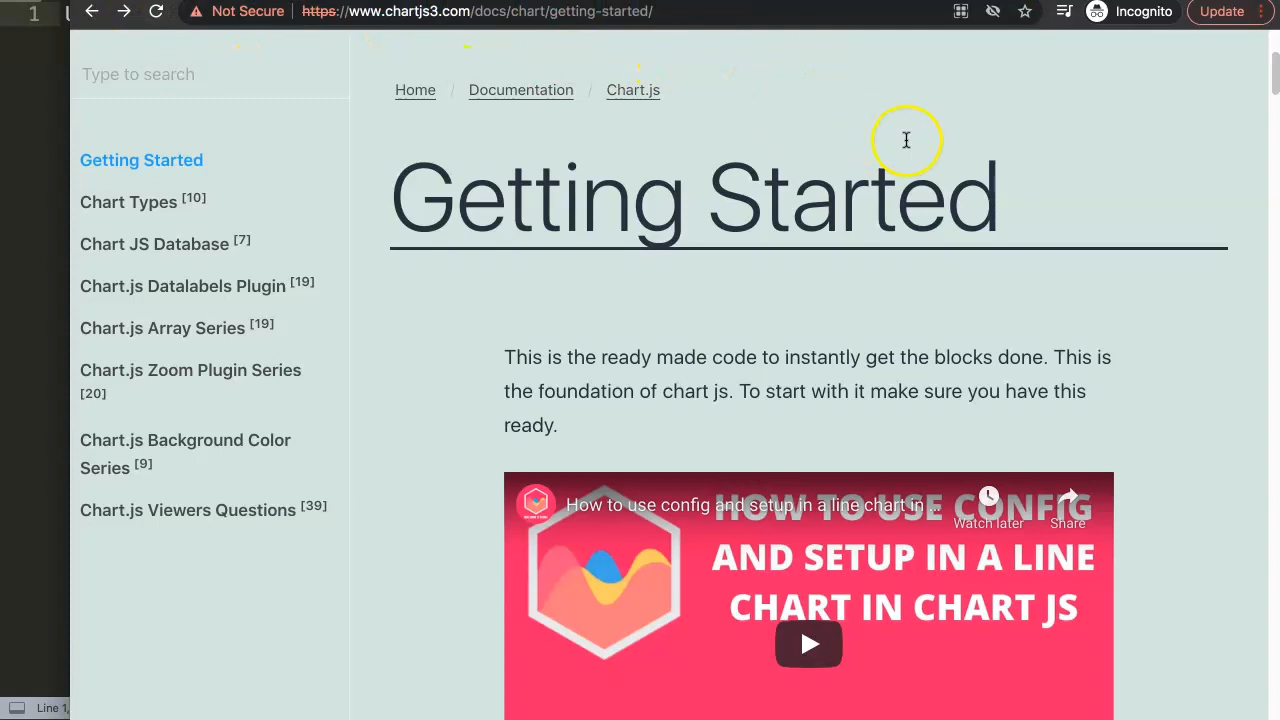 1
Not Secure https://www.chartjs3.com/docs/chart/getting-started/ Incognito Update
Type to search
Home / Documentation / Chart.js
Getting Started
Getting Started
Chart Types [10]
Chart JS Database [7]
Chart.js Datalabels Plugin [19]
Chart.js Array Series [19]
Chart.js Zoom Plugin Series
[20]
Chart.js Background Color
Series [9]
Chart.js Viewers Questions [39]
This is the ready made code to instantly get the blocks done. This is
the foundation of chart js. To start with it make sure you have this
ready.
How to use config and setup in a line chart in ...
Watch later
Share
HOW TO USE CONFIG
AND SETUP IN A LINE
CHART IN CHART JS
Line 1,